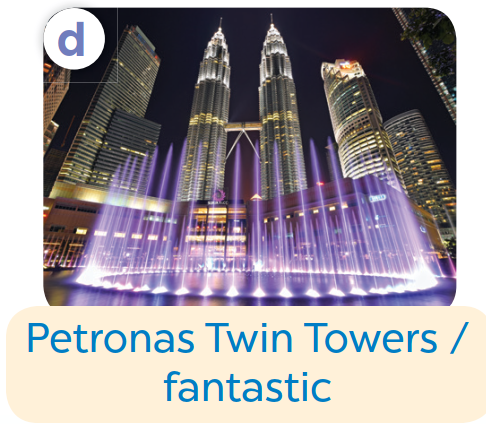 d
Petronas Twin Towers /
fantastic